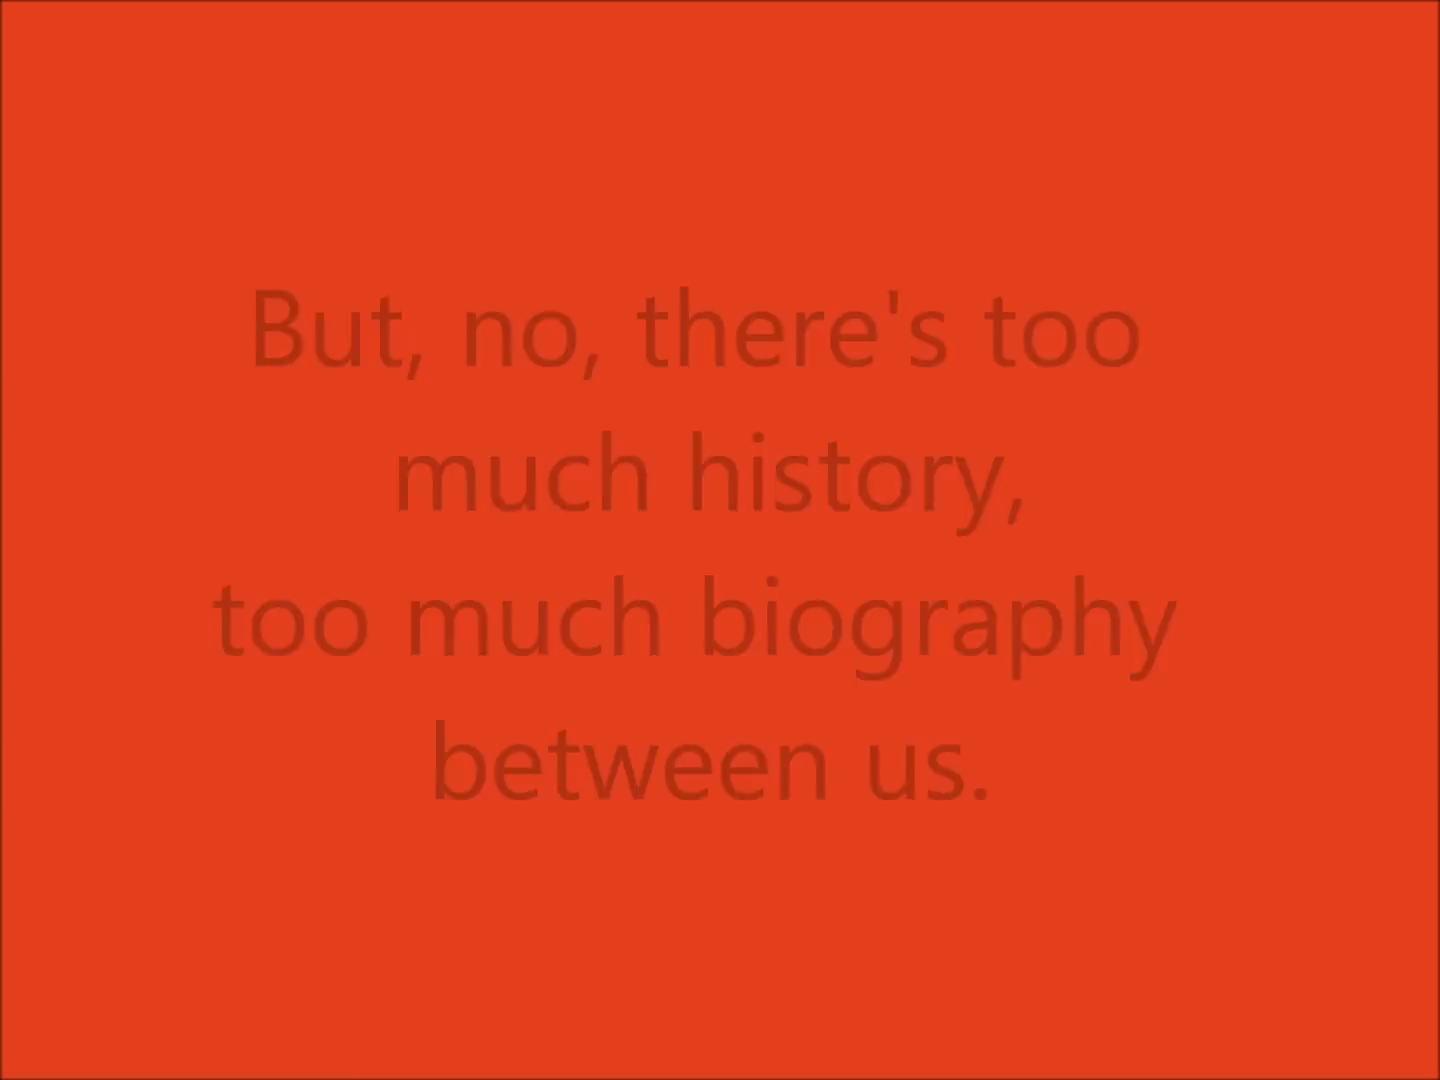 But, no, there's too
much history,
too much biography
between us.